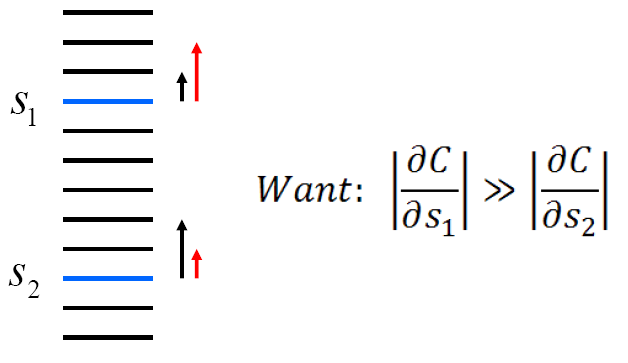 s₁
Want: |∂C/∂s₁| ≫ |∂C/∂s₂|
s₂